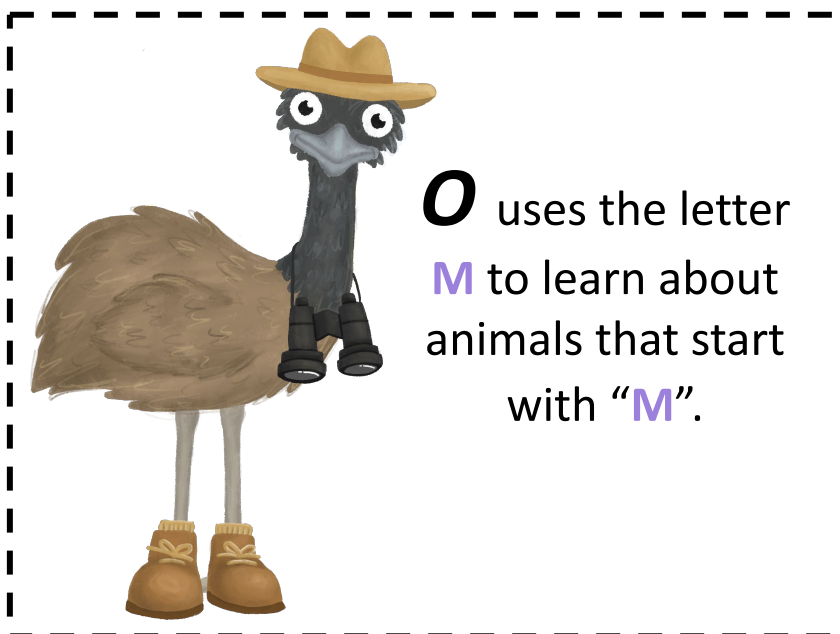 O uses the letter
M to learn about
animals that start
with “M”.